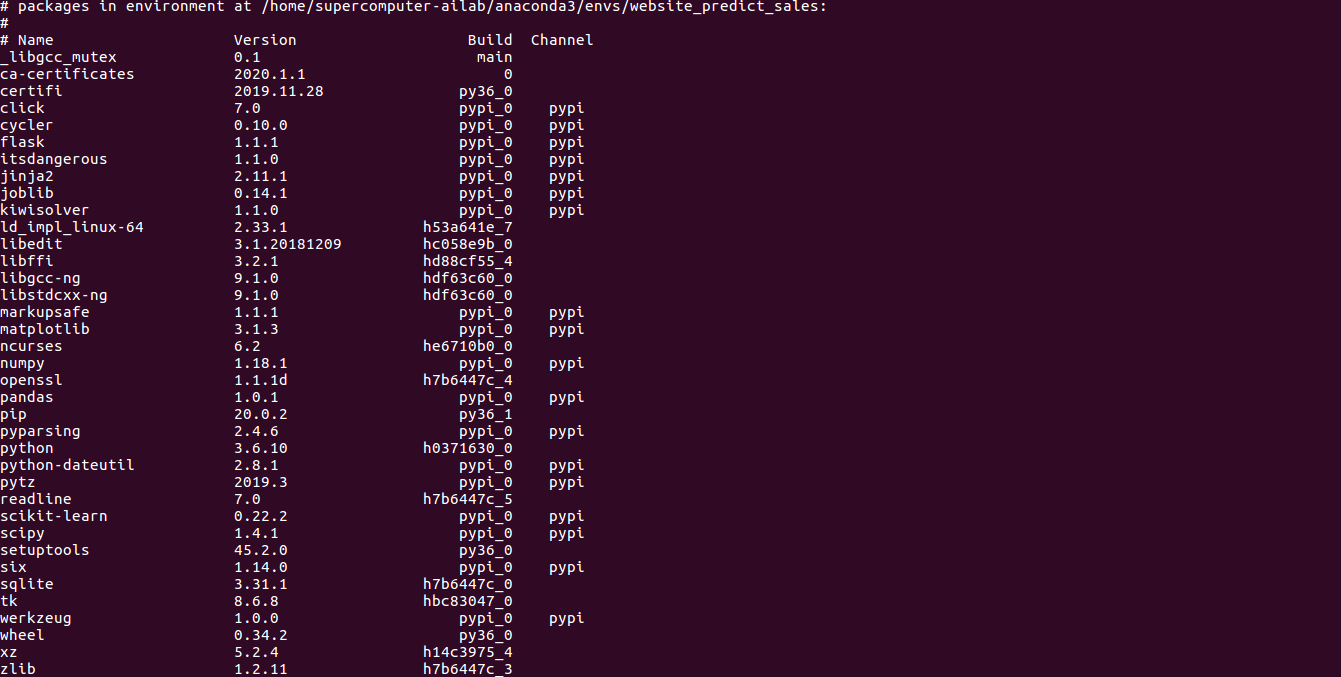 # packages in environment at /home/supercomputer-ailab/anaconda3/envs/website_predict_sales:
#
# Name                    Version                   Build  Channel
_libgcc_mutex             0.1                        main
ca-certificates           2020.1.1                      0
certifi                   2019.11.28               py36_0
click                     7.0                      pypi_0    pypi
cycler                    0.10.0                   pypi_0    pypi
flask                     1.1.1                    pypi_0    pypi
itsdangerous              1.1.0                    pypi_0    pypi
jinja2                    2.11.1                   pypi_0    pypi
joblib                    0.14.1                   pypi_0    pypi
kiwisolver                1.1.0                    pypi_0    pypi
ld_impl_linux-64          2.33.1               h53a641e_7
libedit                   3.1.20181209         hc058e9b_0
libffi                    3.2.1                hd88cf55_4
libgcc-ng                 9.1.0                hdf63c60_0
libstdcxx-ng              9.1.0                hdf63c60_0
markupsafe                1.1.1                    pypi_0    pypi
matplotlib                3.1.3                    pypi_0    pypi
ncurses                   6.2                  he6710b0_0
numpy                     1.18.1                   pypi_0    pypi
openssl                   1.1.1d               h7b6447c_4
pandas                    1.0.1                    pypi_0    pypi
pip                       20.0.2                   py36_1
pyparsing                 2.4.6                    pypi_0    pypi
python                    3.6.10               h0371630_0
python-dateutil           2.8.1                    pypi_0    pypi
pytz                      2019.3                   pypi_0    pypi
readline                  7.0                  h7b6447c_5
scikit-learn              0.22.2                   pypi_0    pypi
scipy                     1.4.1                    pypi_0    pypi
setuptools                45.2.0                   py36_0
six                       1.14.0                   pypi_0    pypi
sqlite                    3.31.1               h7b6447c_0
tk                        8.6.8                hbc83047_0
werkzeug                  1.0.0                    pypi_0    pypi
wheel                     0.34.2                   py36_0
xz                        5.2.4                h14c3975_4
zlib                      1.2.11               h7b6447c_3